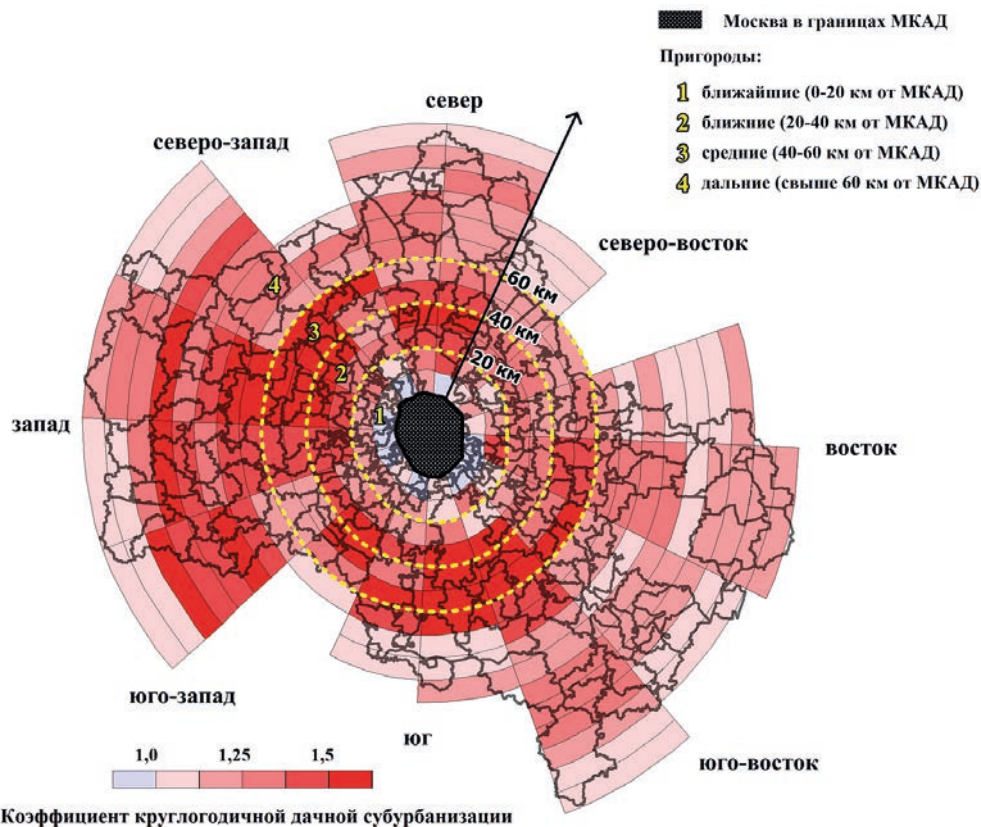 Москва в границах МКАД
Пригороды:
1 ближайшие (0-20 км от МКАД)
2 ближние (20-40 км от МКАД)
3 средние (40-60 км от МКАД)
4 дальние (свыше 60 км от МКАД)
север
северо-запад
северо-восток
60 км
4
40 км
3
20 км
2
1
запад
восток
юго-запад
юг
юго-восток
1,0 1,25 1,5
Коэффициент круглогодичной дачной субурбанизации